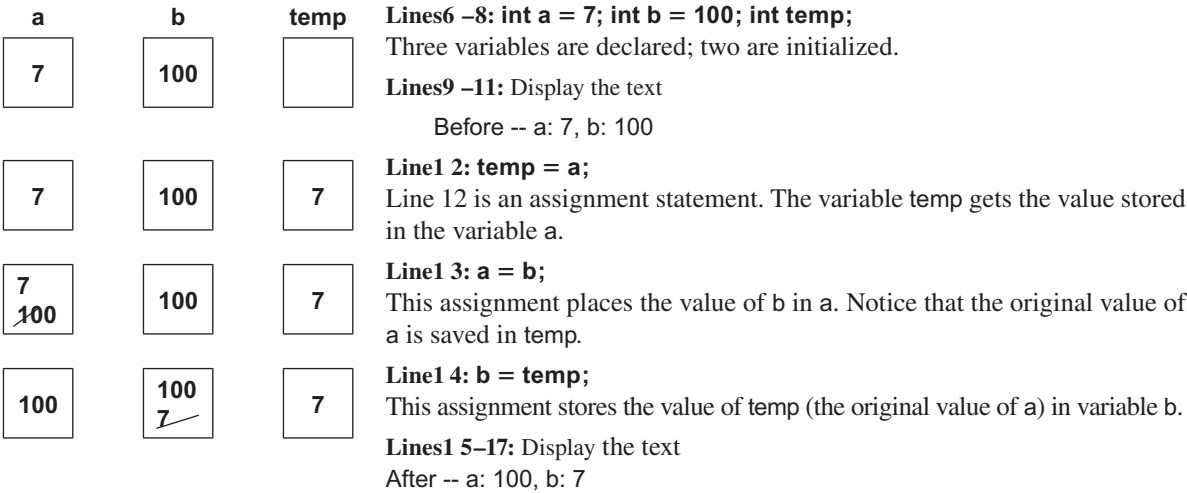 a b temp
Lines6 –8: int a = 7; int b = 100; int temp;
Three variables are declared; two are initialized.
7 100
Lines9 –11: Display the text
Before -- a: 7, b: 100
Line1 2: temp = a;
7 100 7
Line 12 is an assignment statement. The variable temp gets the value stored
in the variable a.
Line1 3: a = b;
7
100 100 7
This assignment places the value of b in a. Notice that the original value of
a is saved in temp.
Line1 4: b = temp;
100 100 7
7
This assignment stores the value of temp (the original value of a) in variable b.
Lines1 5–17: Display the text
After -- a: 100, b: 7